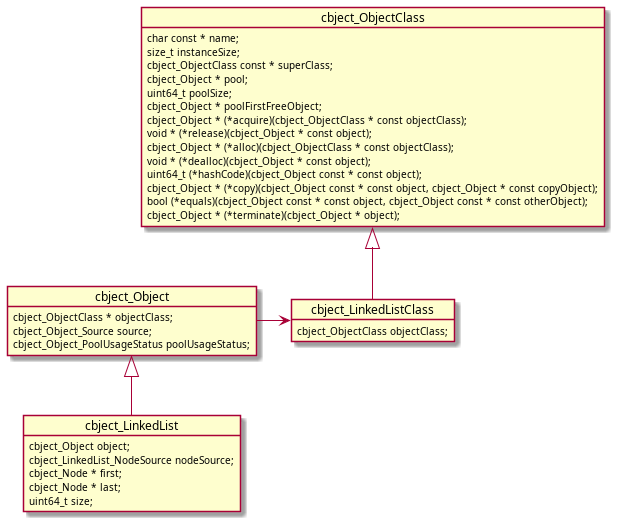 cbject_ObjectClass
char const * name;
size_t instanceSize;
cbject_ObjectClass const * superClass;
cbject_Object * pool;
uint64_t poolSize;
cbject_Object * poolFirstFreeObject;
cbject_Object * (*acquire)(cbject_ObjectClass * const objectClass);
void * (*release)(cbject_Object * const object);
cbject_Object * (*alloc)(cbject_ObjectClass * const objectClass);
void * (*dealloc)(cbject_Object * const object);
uint64_t (*hashCode)(cbject_Object const * const object);
cbject_Object * (*copy)(cbject_Object const * const object, cbject_Object * const copyObject);
bool (*equals)(cbject_Object const * const object, cbject_Object const * const otherObject);
cbject_Object * (*terminate)(cbject_Object * object);
cbject_Object
cbject_ObjectClass * objectClass;
cbject_Object_Source source;
cbject_Object_PoolUsageStatus poolUsageStatus;
cbject_LinkedListClass
cbject_ObjectClass objectClass;
cbject_LinkedList
cbject_Object object;
cbject_LinkedList_NodeSource nodeSource;
cbject_Node * first;
cbject_Node * last;
uint64_t size;